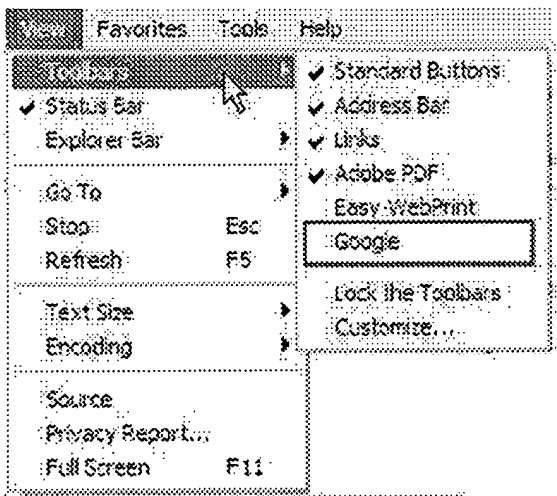 View Favorites Tools Help
Toolbars
Status Bar
Explorer Bar
Go To
Stop Esc
Refresh F5
Text Size
Encoding
Source
Privacy Report...
Full Screen F11
Standard Buttons
Address Bar
Links
Adobe PDF
Easy-WebPrint
Google
Lock the Toolbars
Customize...